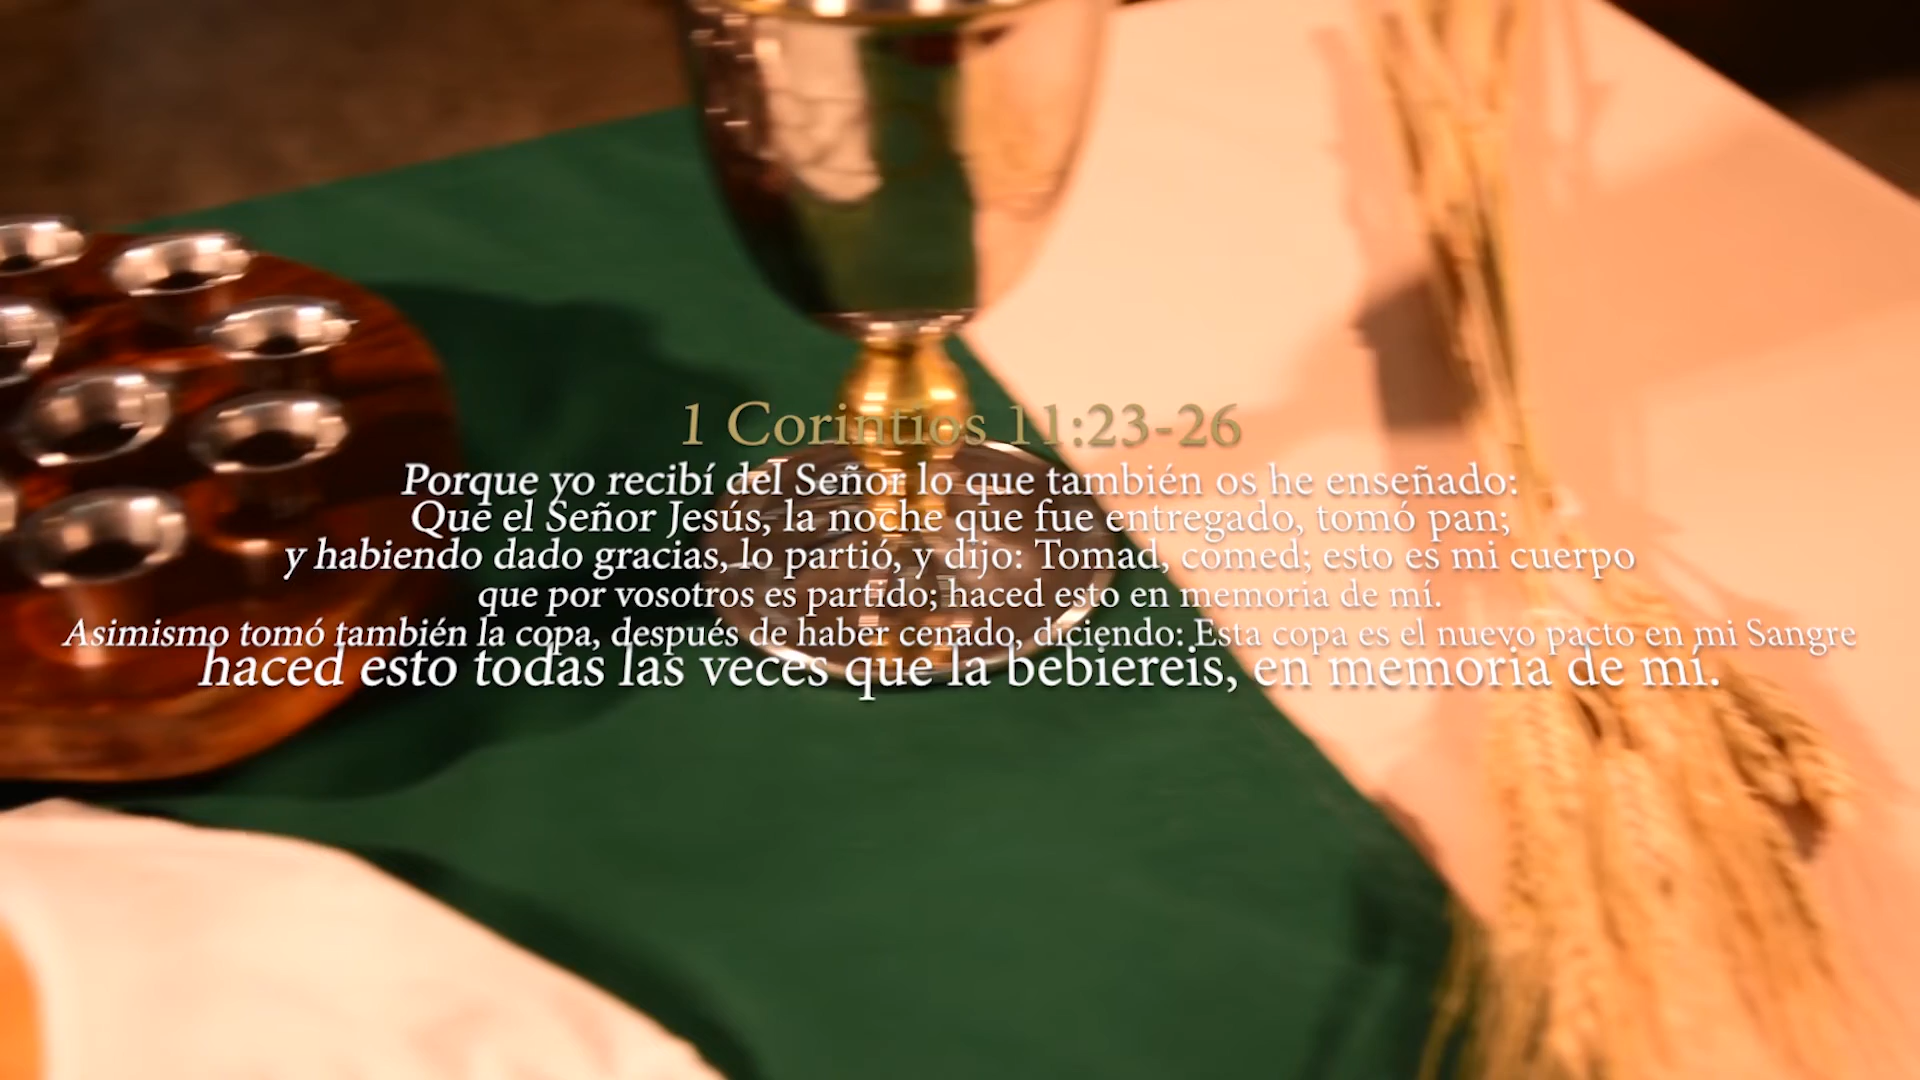 1 Corintios 11:23-26
Porque yo recibí del Señor lo que también os he enseñado:
Que el Señor Jesús, la noche que fue entregado, tomó pan;
y habiendo dado gracias, lo partió, y dijo: Tomad, comed; esto es mi cuerpo
que por vosotros es partido; haced esto en memoria de mí.
Asimismo tomó también la copa, después de haber cenado, diciendo: Esta copa es el nuevo pacto en mi Sangre
haced esto todas las veces que la bebiereis, en memoria de mí.